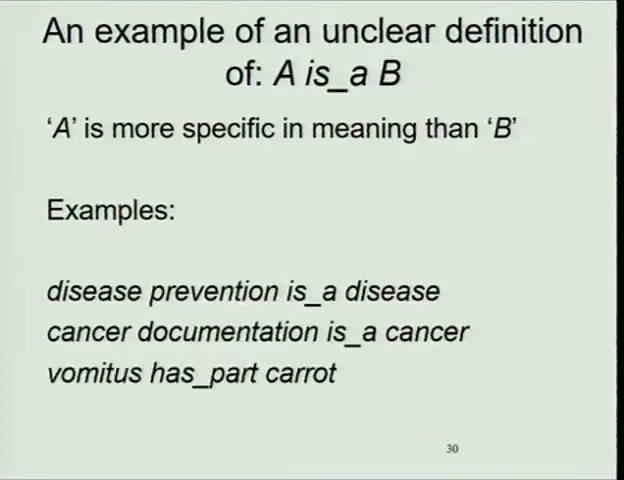 An example of an unclear definition
of: A is_a B
‘A’ is more specific in meaning than ‘B’
Examples:
disease prevention is_a disease
cancer documentation is_a cancer
vomitus has_part carrot
30